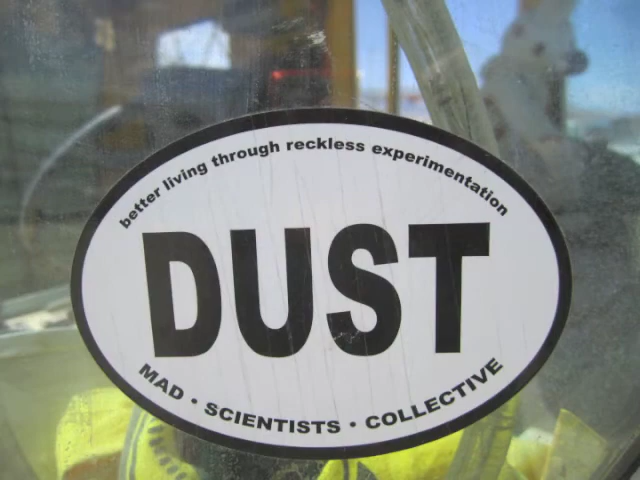 better living through reckless experimentation
DUST
MAD • SCIENTISTS • COLLECTIVE